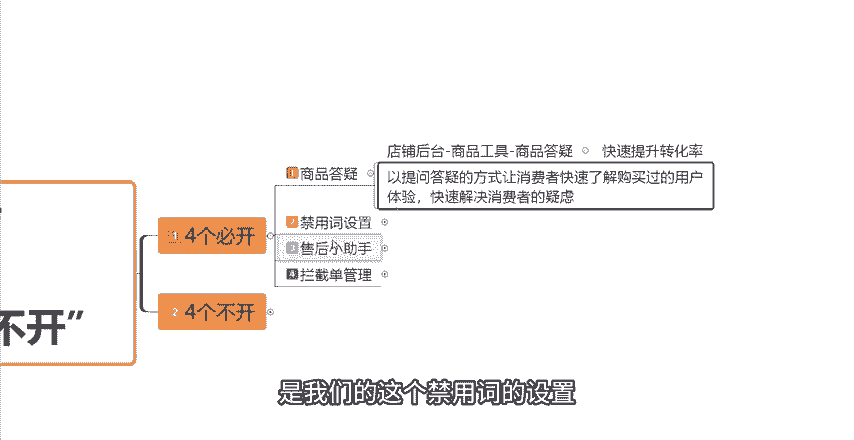 店铺后台-商品工具-商品答疑 快速提升转化率
1 商品答疑
以提问答疑的方式让消费者快速了解购买过的用户
体验，快速解决消费者的疑虑
1 4个必开
2 禁用词设置
3 售后小助手
4 拦截单管理
2 4个不开
不开”
是我们的这个禁用词的设置